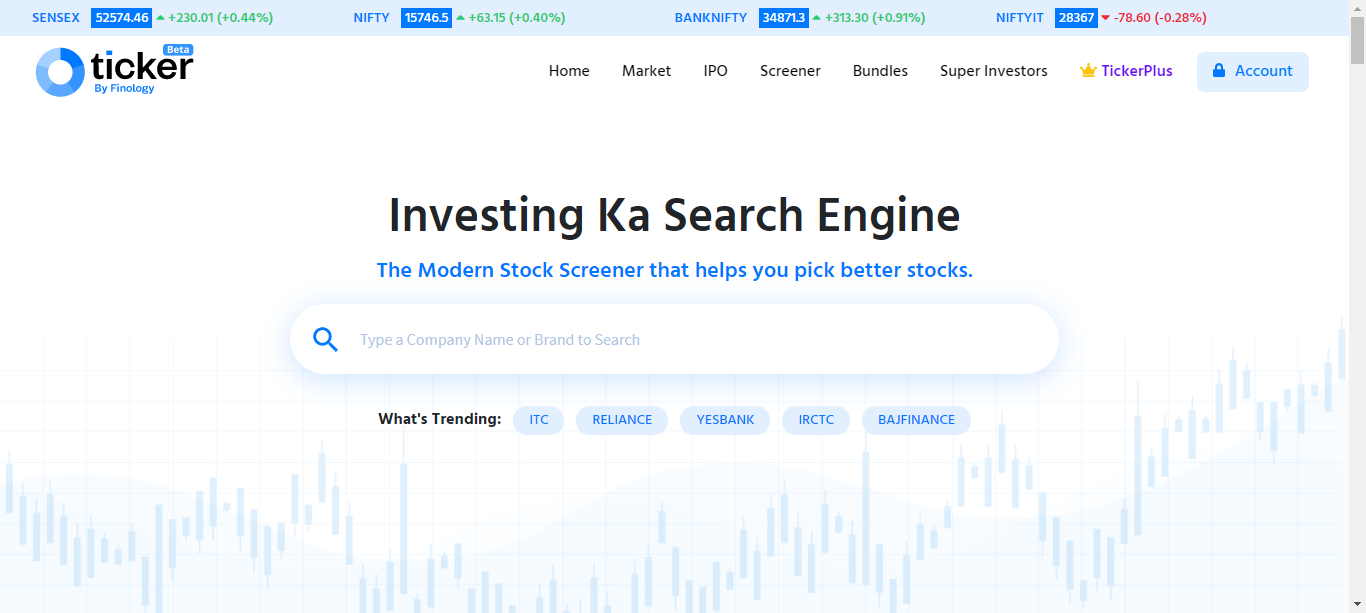 SENSEX 52574.46 +230.01 (+0.44%) NIFTY 15746.5 +63.15 (+0.40%) BANKNIFTY 34871.3 +313.30 (+0.91%) NIFTYIT 28367 -78.60 (-0.28%)
Beta
ticker
By Finology
Home Market IPO Screener Bundles Super Investors TickerPlus Account
Investing Ka Search Engine
The Modern Stock Screener that helps you pick better stocks.
Type a Company Name or Brand to Search
What's Trending: ITC RELIANCE YESBANK IRCTC BAJFINANCE